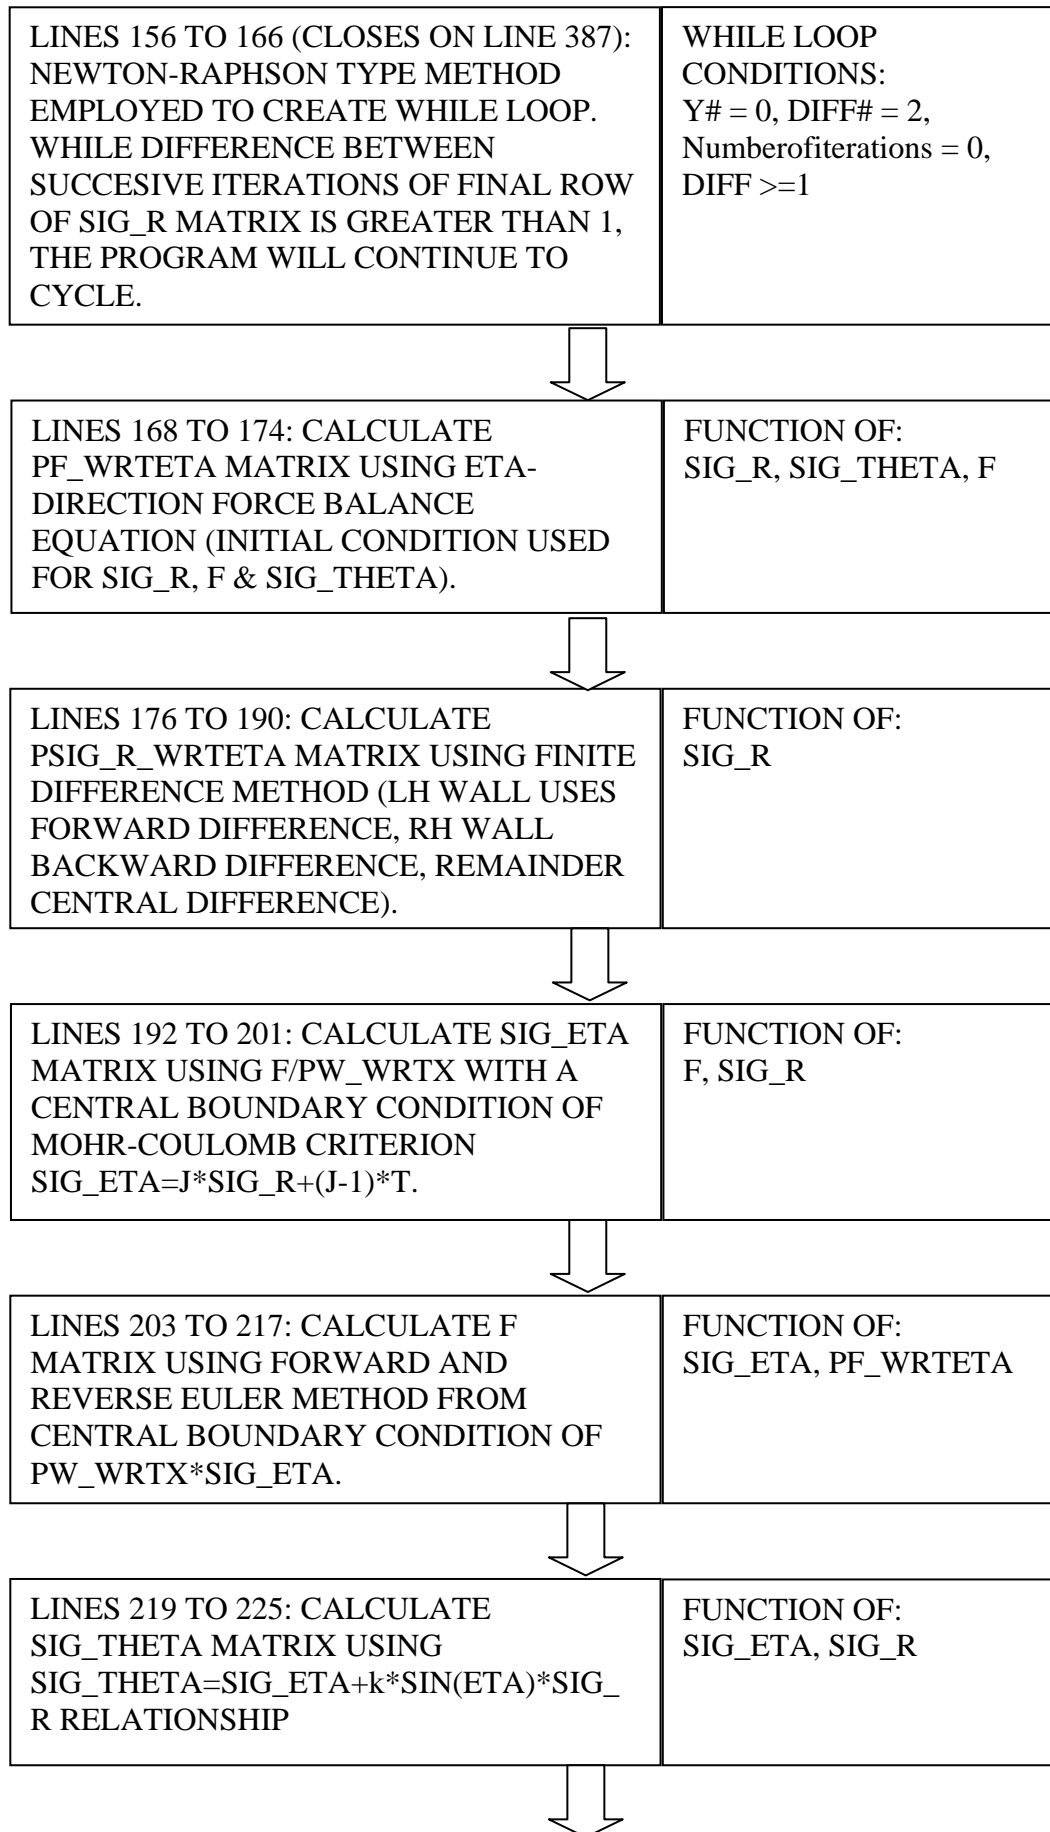 LINES 156 TO 166 (CLOSES ON LINE 387):
NEWTON-RAPHSON TYPE METHOD
EMPLOYED TO CREATE WHILE LOOP.
WHILE DIFFERENCE BETWEEN
SUCCESIVE ITERATIONS OF FINAL ROW
OF SIG_R MATRIX IS GREATER THAN 1,
THE PROGRAM WILL CONTINUE TO
CYCLE.
WHILE LOOP
CONDITIONS:
Y# = 0, DIFF# = 2,
Numberofiterations = 0,
DIFF >=1
LINES 168 TO 174: CALCULATE
PF_WRTETA MATRIX USING ETA-
DIRECTION FORCE BALANCE
EQUATION (INITIAL CONDITION USED
FOR SIG_R, F & SIG_THETA).
FUNCTION OF:
SIG_R, SIG_THETA, F
LINES 176 TO 190: CALCULATE
PSIG_R_WRTETA MATRIX USING FINITE
DIFFERENCE METHOD (LH WALL USES
FORWARD DIFFERENCE, RH WALL
BACKWARD DIFFERENCE, REMAINDER
CENTRAL DIFFERENCE).
FUNCTION OF:
SIG_R
LINES 192 TO 201: CALCULATE SIG_ETA
MATRIX USING F/PW_WRTX WITH A
CENTRAL BOUNDARY CONDITION OF
MOHR-COULOMB CRITERION
SIG_ETA=J*SIG_R+(J-1)*T.
FUNCTION OF:
F, SIG_R
LINES 203 TO 217: CALCULATE F
MATRIX USING FORWARD AND
REVERSE EULER METHOD FROM
CENTRAL BOUNDARY CONDITION OF
PW_WRTX*SIG_ETA.
FUNCTION OF:
SIG_ETA, PF_WRTETA
LINES 219 TO 225: CALCULATE
SIG_THETA MATRIX USING
SIG_THETA=SIG_ETA+k*SIN(ETA)*SIG_
R RELATIONSHIP
FUNCTION OF:
SIG_ETA, SIG_R